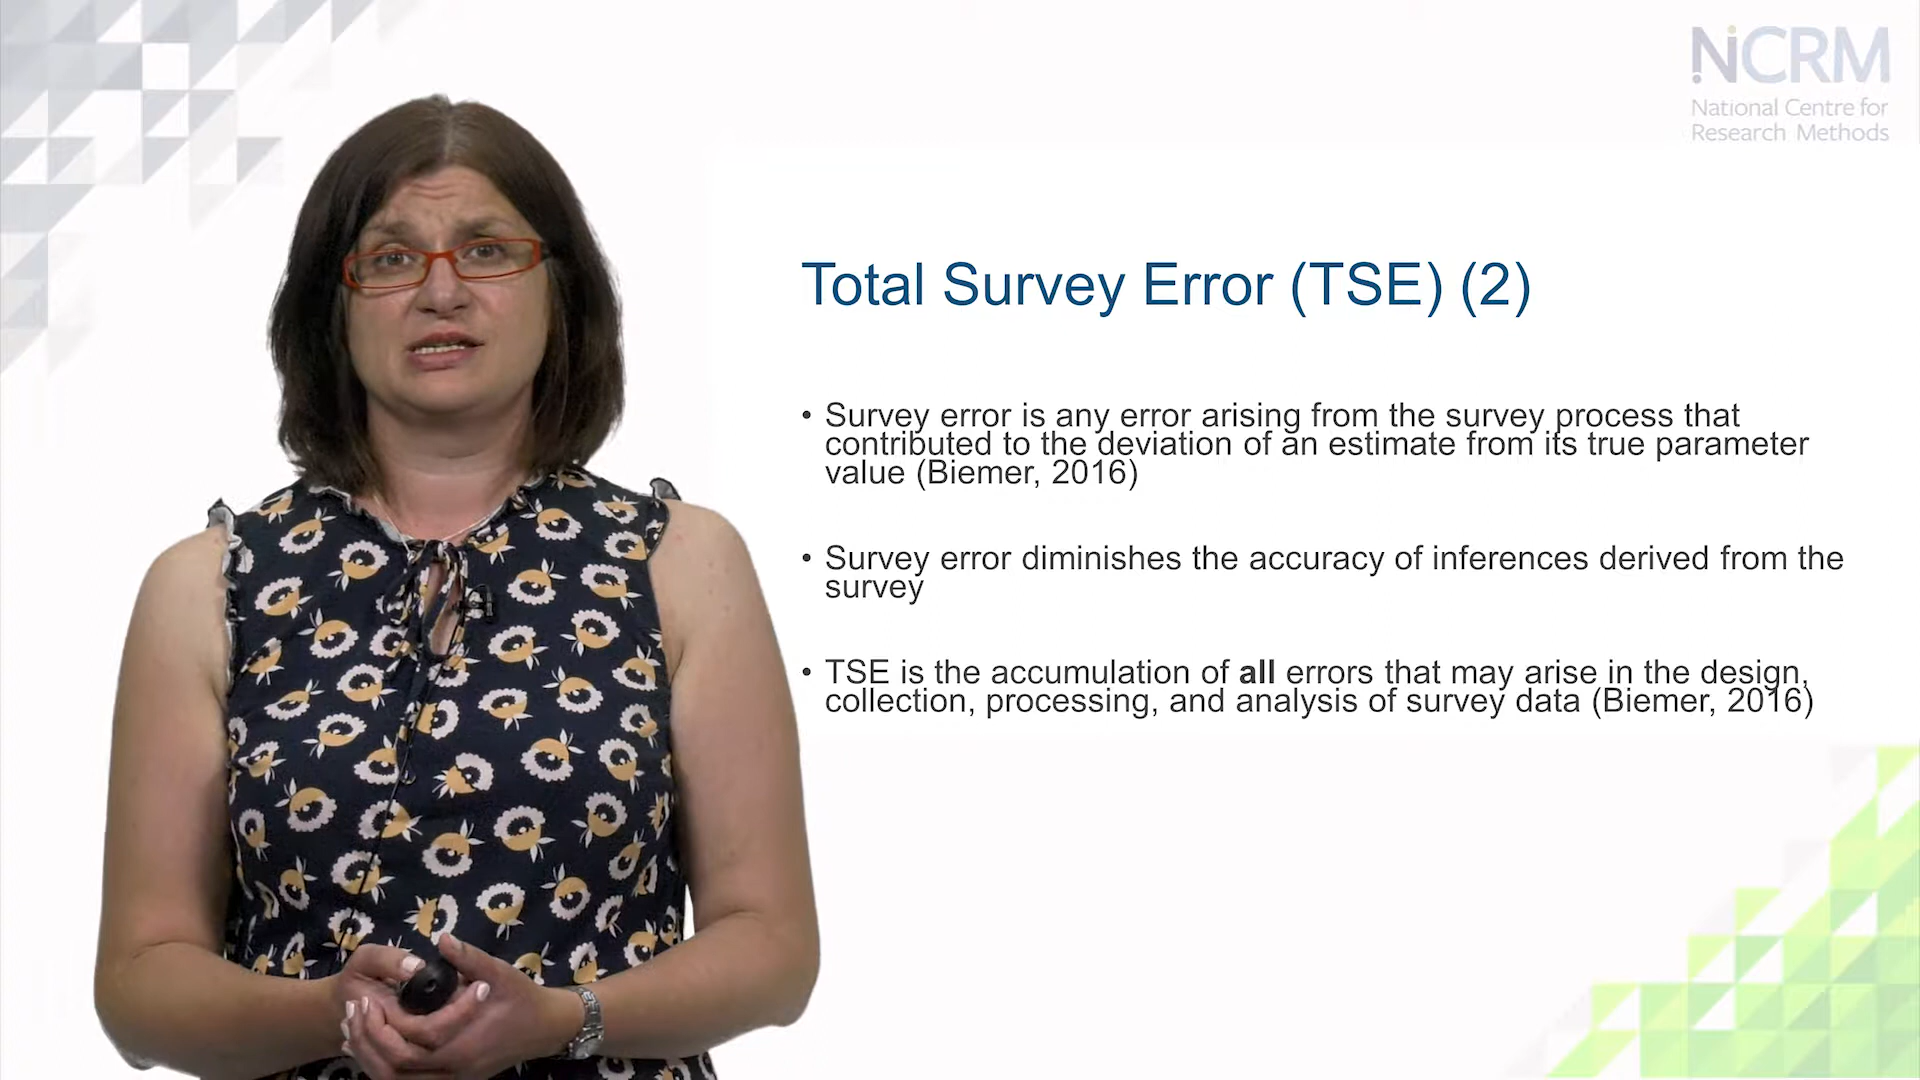 NCRM
National Centre for
Research Methods
Total Survey Error (TSE) (2)
• Survey error is any error arising from the survey process that
contributed to the deviation of an estimate from its true parameter
value (Biemer, 2016)
• Survey error diminishes the accuracy of inferences derived from the
survey
• TSE is the accumulation of all errors that may arise in the design,
collection, processing, and analysis of survey data (Biemer, 2016)